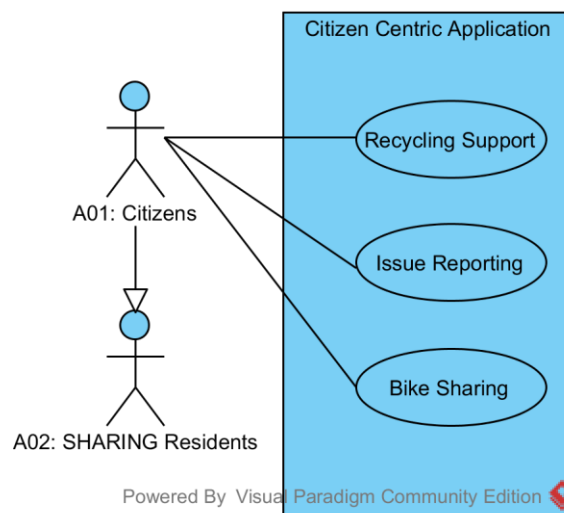 Citizen Centric Application
Recycling Support
A01: Citizens
Issue Reporting
Bike Sharing
A02: SHARING Residents
Powered By Visual Paradigm Community Edition